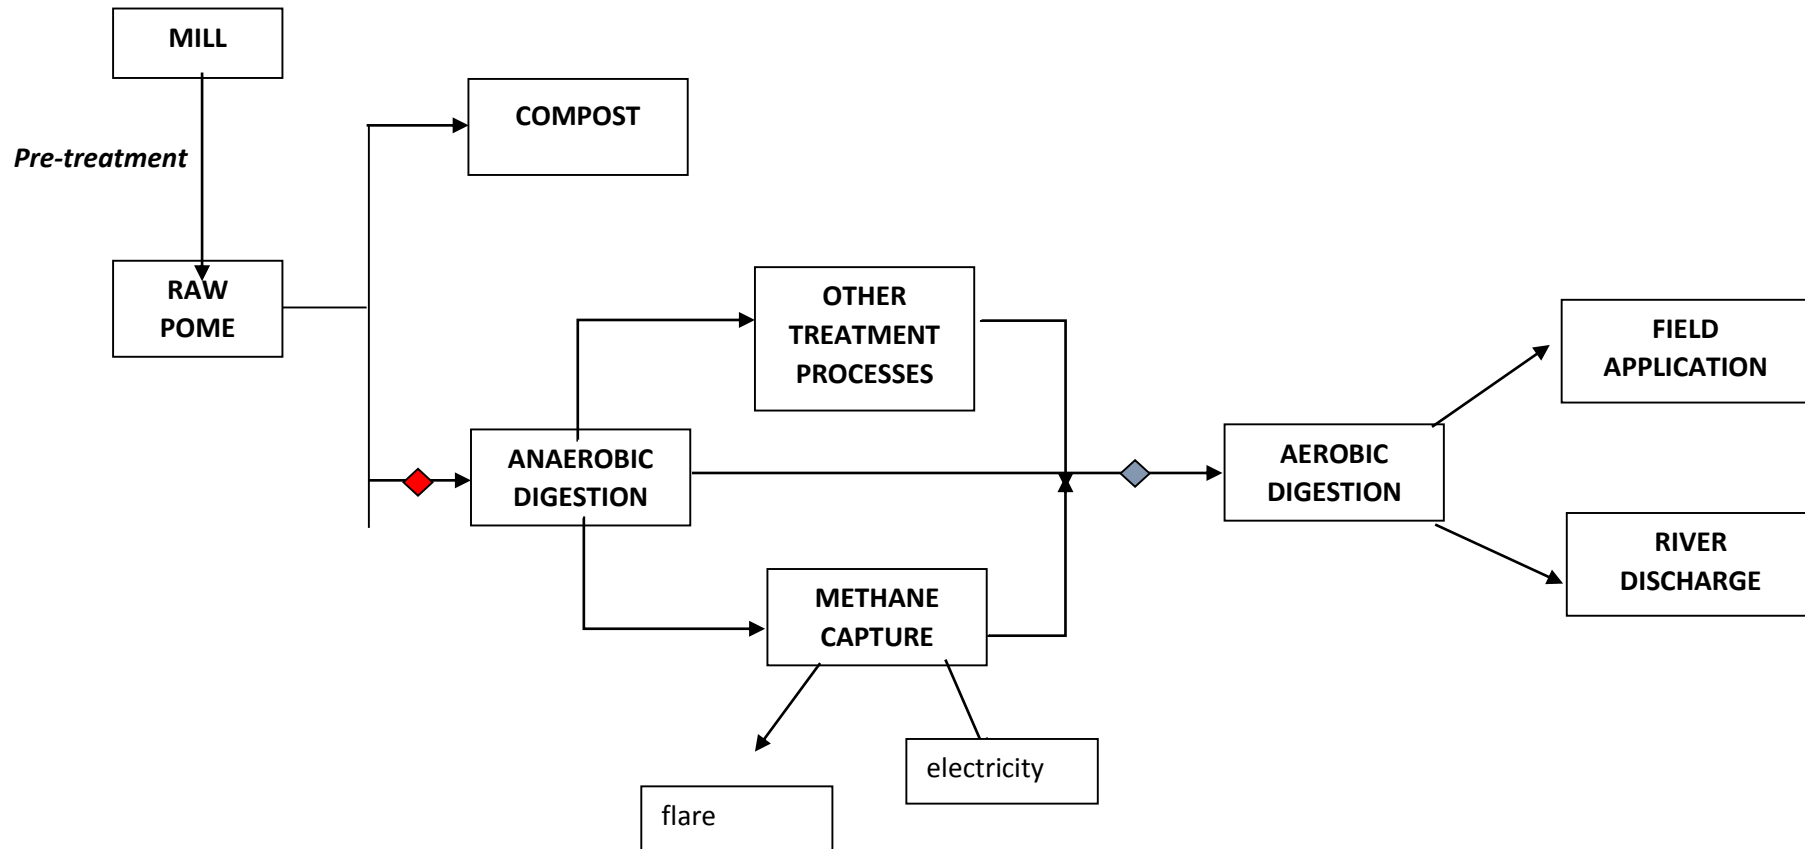 MILL
COMPOST
Pre-treatment
RAW
POME
OTHER
TREATMENT
PROCESSES
FIELD
APPLICATION
ANAEROBIC
DIGESTION
AEROBIC
DIGESTION
RIVER
DISCHARGE
METHANE
CAPTURE
electricity
flare